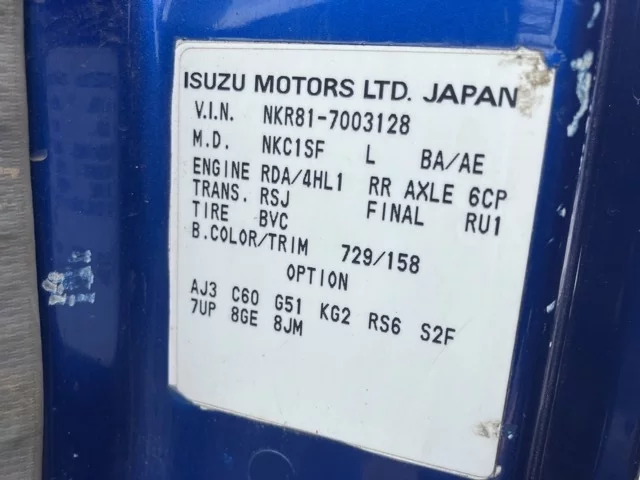 ISUZU MOTORS LTD. JAPAN
V.I.N. NKR81-7003128
M.D. NKC1SF L BA/AE
ENGINE RDA/4HL1 RR AXLE 6CP
TRANS. RSJ FINAL RU1
TIRE BVC
B.COLOR/TRIM 729/158
OPTION
AJ3 C60 G51 KG2 RS6 S2F
7UP 8GE 8JM